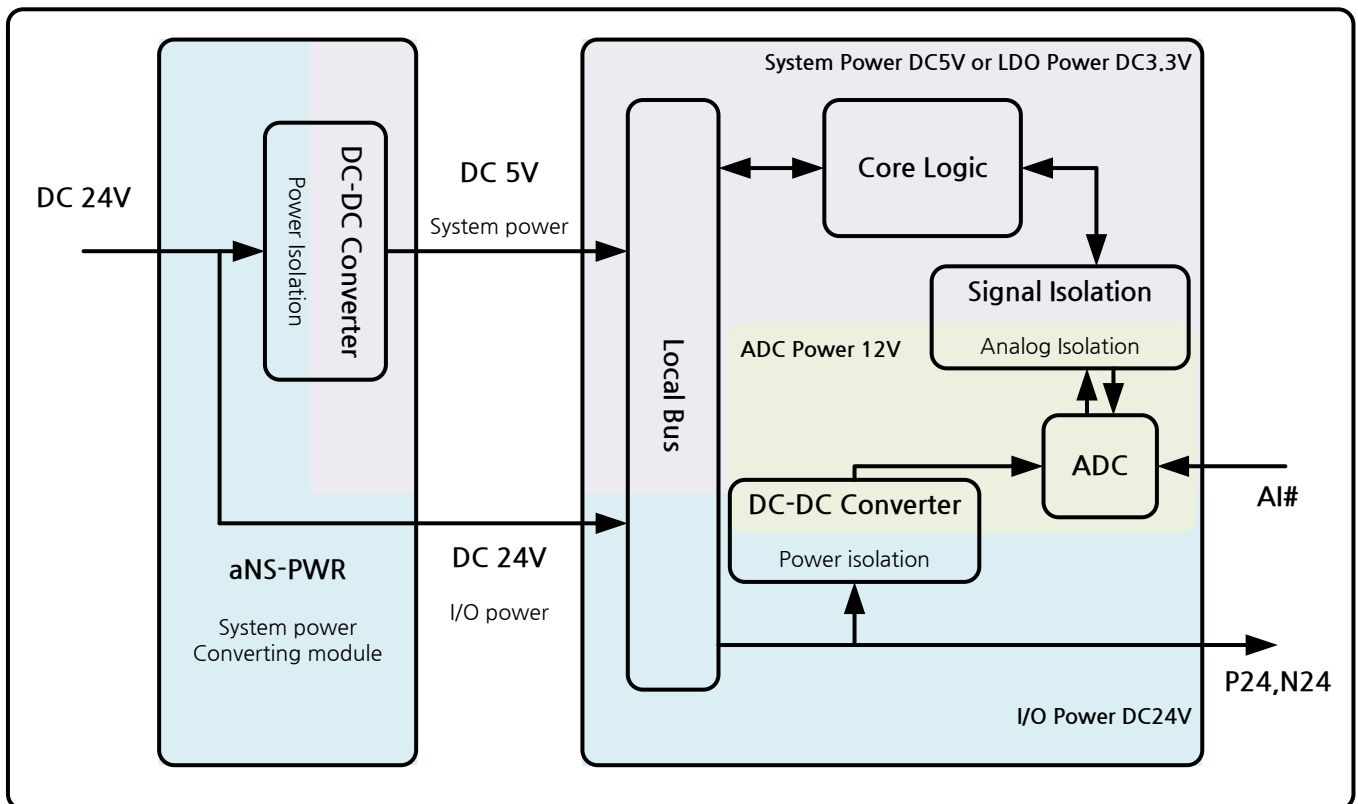 System Power DC5V or LDO Power DC3.3V
DC 24V
DC-DC Converter
Power Isolation
DC 5V
System power
Core Logic
Signal Isolation
Analog Isolation
ADC Power 12V
Local Bus
ADC
AI#
DC-DC Converter
Power isolation
aNS-PWR
System power
Converting module
DC 24V
I/O power
P24,N24
I/O Power DC24V